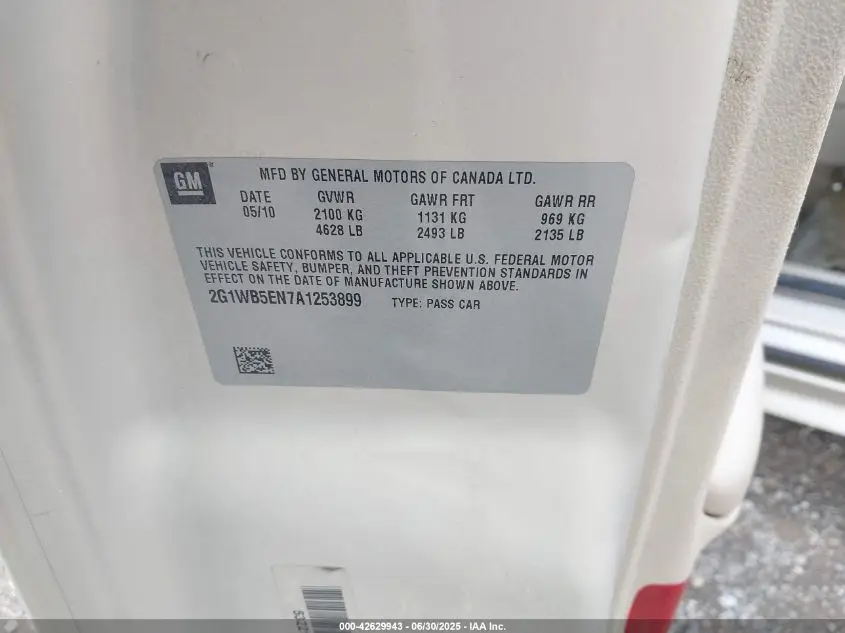 GM
MFD BY GENERAL MOTORS OF CANADA LTD.
DATE GVWR GAWR FRT GAWR RR
05/10 2100 KG 1131 KG 969 KG
4628 LB 2493 LB 2135 LB
THIS VEHICLE CONFORMS TO ALL APPLICABLE U.S. FEDERAL MOTOR
VEHICLE SAFETY, BUMPER, AND THEFT PREVENTION STANDARDS IN
EFFECT ON THE DATE OF MANUFACTURE SHOWN ABOVE.
2G1WB5EN7A1253899 TYPE: PASS CAR
000-42629943 / 06/30/2025 - IAA Inc.